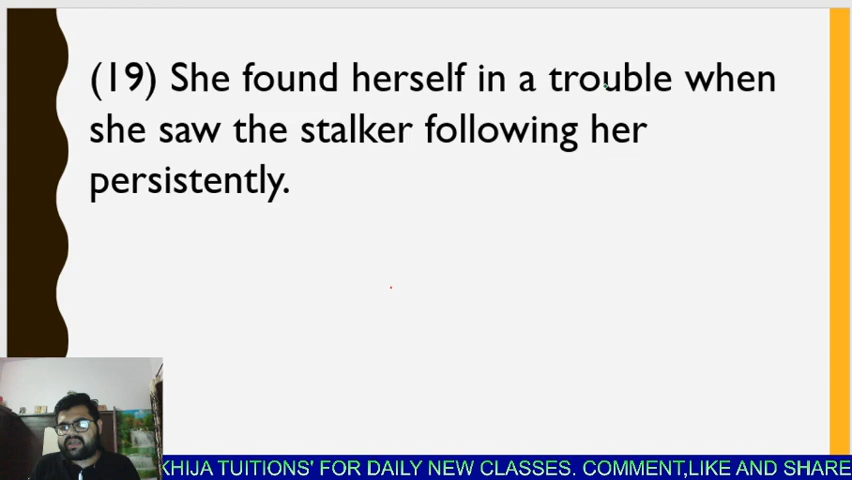 (19) She found herself in a trouble when
she saw the stalker following her
persistently.
KHIJA TUITIONS' FOR DAILY NEW CLASSES. COMMENT,LIKE AND SHARE